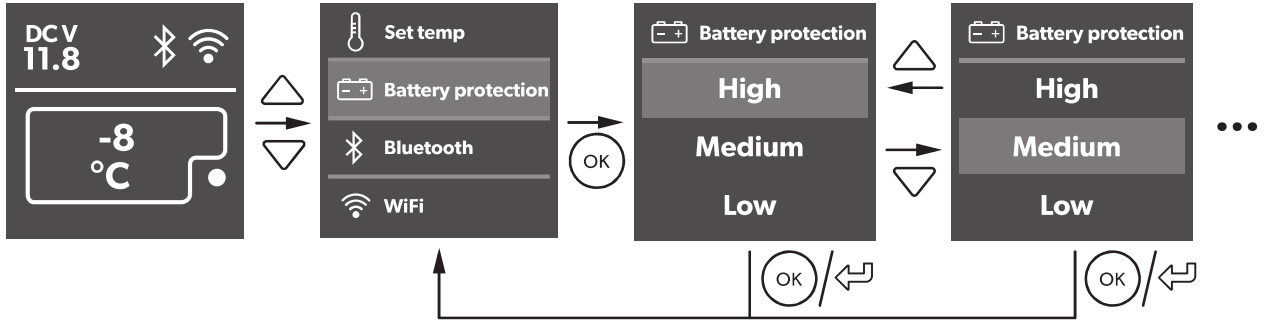 DC V
11.8
-8
°C
Set temp
Battery protection
Bluetooth
WiFi
OK
Battery protection
High
Medium
Low
Battery protection
High
Medium
Low
...
OK
/
OK
/